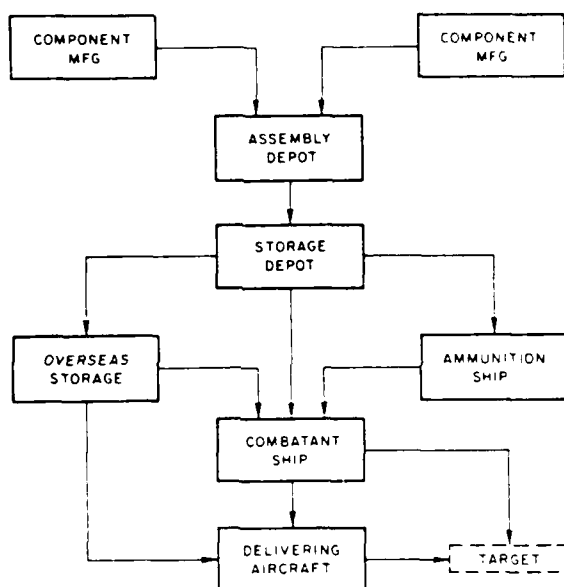 COMPONENT
MFG
COMPONENT
MFG
ASSEMBLY
DEPOT
STORAGE
DEPOT
OVERSEAS
STORAGE
AMMUNITION
SHIP
COMBATANT
SHIP
DELIVERING
AIRCRAFT
TARGET